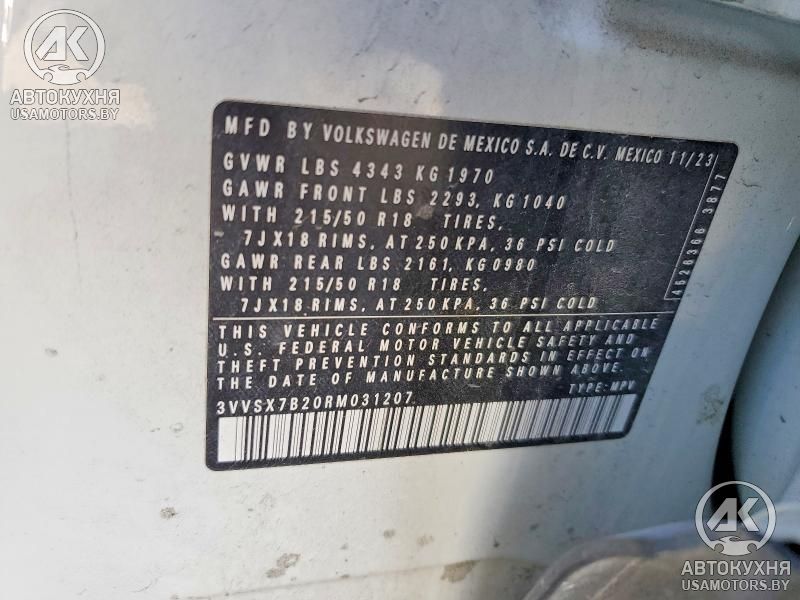 АК
АВТОКУХНЯ
USAMOTORS.BY
MFD BY VOLKSWAGEN DE MEXICO S.A. DE C.V. MEXICO 11/23
GVWR LBS 4343 KG 1970
GAWR FRONT LBS 2293, KG 1040
WITH 215/50 R18 TIRES,
7JX18 RIMS, AT 250 KPA, 36 PSI COLD
GAWR REAR LBS 2161, KG 0980
WITH 215/50 R18 TIRES,
7JX18 RIMS, AT 250 KPA, 36 PSI COLD
4526366 3877
THIS VEHICLE CONFORMS TO ALL APPLICABLE
U.S. FEDERAL MOTOR VEHICLE SAFETY AND
THEFT PREVENTION STANDARDS IN EFFECT ON
THE DATE OF MANUFACTURE SHOWN ABOVE.
TYPE: MPV
3VVSX7B20RM031207
АК
АВТОКУХНЯ
USAMOTORS.BY